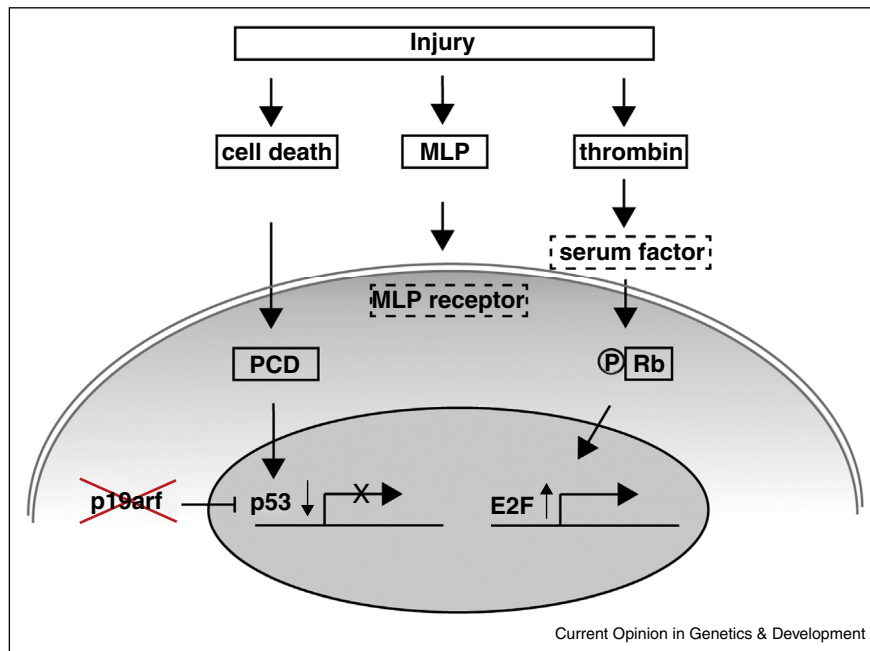 Injury
cell death MLP thrombin
serum factor
MLP receptor
PCD P Rb
p19arf p53 X E2F
Current Opinion in Genetics & Development